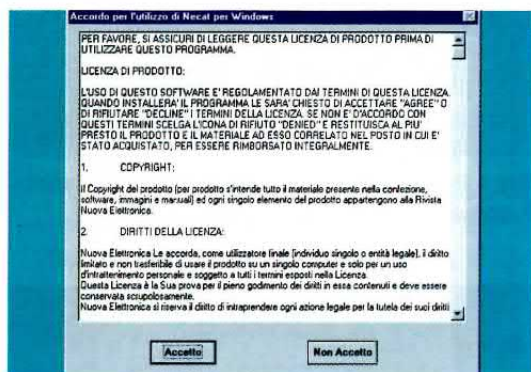 Accordo per l'utilizzo di Necat per Windows
PER FAVORE, SI ASSICURI DI LEGGERE QUESTA LICENZA DI PRODOTTO PRIMA DI
UTILIZZARE QUESTO PROGRAMMA.
LICENZA DI PRODOTTO:
L'USO DI QUESTO SOFTWARE E' REGOLAMENTATO DAI TERMINI DI QUESTA LICENZA.
QUANDO INSTALLERA' IL PROGRAMMA LE SARA' CHIESTO DI ACCETTARE "AGREE" O
DI RIFIUTARE "DECLINE" I TERMINI DELLA LICENZA. SE NON E' D'ACCORDO CON
QUESTI TERMINI SCELGA L'ICONA DI RIFIUTO "DENIED" E RESTITUISCA AL PIU'
PRESTO IL PRODOTTO E IL MATERIALE AD ESSO CORRELATO NEL POSTO IN CUI E'
STATO ACQUISTATO, PER ESSERE RIMBORSATO INTEGRALMENTE.
1. COPYRIGHT:
Il Copyright del prodotto (per prodotto s'intende tutto il materiale presente nella confezione,
software, immagini e manuali) ed ogni singolo elemento del prodotto appartengono alla Rivista
Nuova Elettronica.
2. DIRITTI DELLA LICENZA:
Nuova Elettronica Le accorda, come utilizzatore finale (individuo singolo o entità legale), il diritto
limitato e non trasferibile di usare il prodotto su un singolo computer e solo per un uso
d'intrattenimento personale e soggetto a tutti i termini esposti nella Licenza.
Questa Licenza è la Sua prova per il pieno godimento dei diritti in essa contenuti e deve essere
conservata scrupolosamente.
Nuova Elettronica si riserva il diritto di intraprendere ogni azione legale per la tutela dei suoi diritti
Accetto
Non Accetto